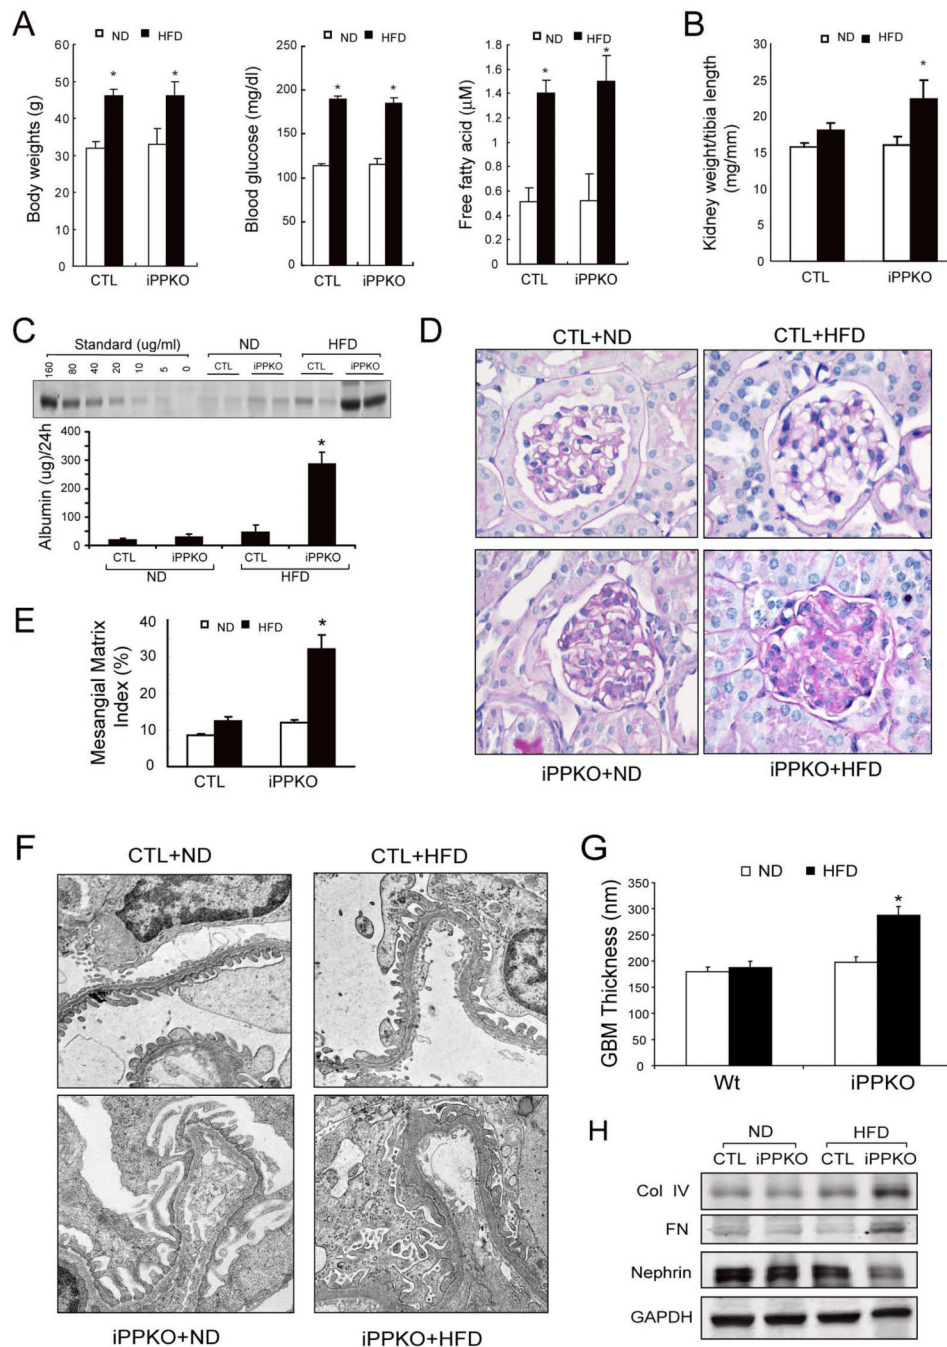 A
ND HFD
Body weights (g)
60
50
40
30
20
10
0
* *
CTL iPPKO
ND HFD
Blood glucose (mg/dl)
250
200
150
100
50
0
* *
CTL iPPKO
ND HFD
Free fatty acid (μM)
1.8
1.6
1.4
1.2
1
0.8
0.6
0.4
0.2
0
* *
CTL iPPKO
B
ND HFD
Kidney weight/tibia length
(mg/mm)
30
25
20
15
10
5
0
*
CTL iPPKO
C
Standard (ug/ml) ND HFD
160 80 40 20 10 5 0 CTL iPPKO CTL iPPKO
Albumin (ug)/24h
400
300
200
100
50
0
*
CTL iPPKO CTL iPPKO
ND HFD
D
CTL+ND CTL+HFD
iPPKO+ND iPPKO+HFD
E
ND HFD
Mesangial Matrix
Index (%)
40
30
20
10
0
*
CTL iPPKO
F
CTL+ND CTL+HFD
iPPKO+ND iPPKO+HFD
G
ND HFD
GBM Thickness (nm)
350
300
250
200
150
100
50
0
*
Wt iPPKO
H
ND HFD
CTL iPPKO CTL iPPKO
Col IV
FN
Nephrin
GAPDH